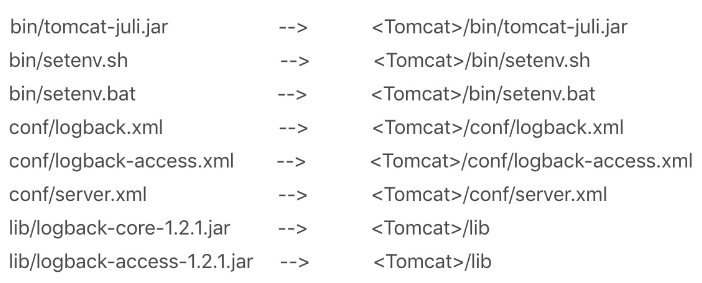 bin/tomcat-juli.jar --> <Tomcat>/bin/tomcat-juli.jar
bin/setenv.sh --> <Tomcat>/bin/setenv.sh
bin/setenv.bat --> <Tomcat>/bin/setenv.bat
conf/logback.xml --> <Tomcat>/conf/logback.xml
conf/logback-access.xml --> <Tomcat>/conf/logback-access.xml
conf/server.xml --> <Tomcat>/conf/server.xml
lib/logback-core-1.2.1.jar --> <Tomcat>/lib
lib/logback-access-1.2.1.jar --> <Tomcat>/lib